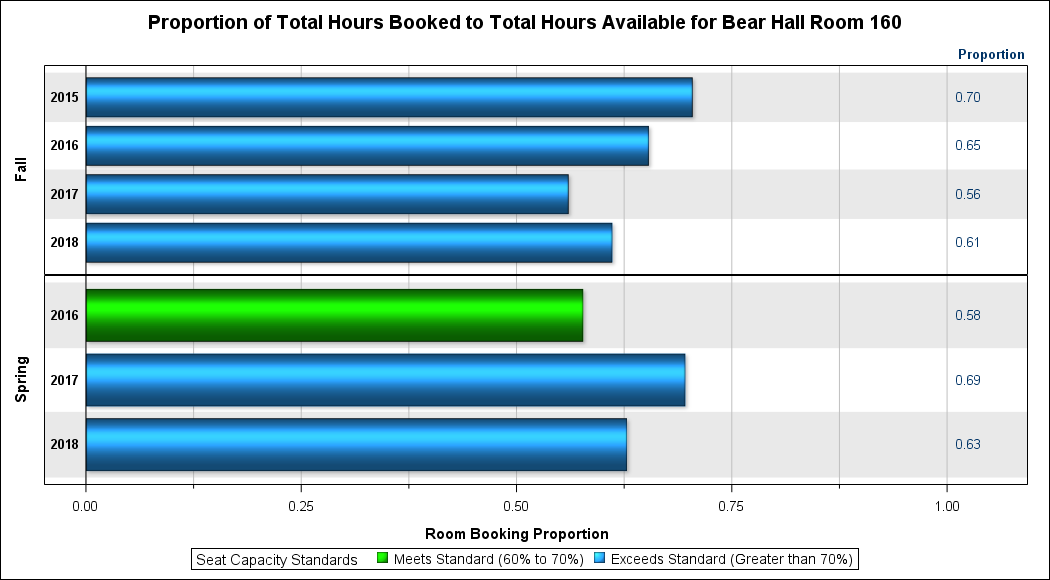 Proportion of Total Hours Booked to Total Hours Available for Bear Hall Room 160
Proportion
Fall
2015 0.70
2016 0.65
2017 0.56
2018 0.61
Spring
2016 0.58
2017 0.69
2018 0.63
0.00 0.25 0.50 0.75 1.00
Room Booking Proportion
Seat Capacity Standards Meets Standard (60% to 70%) Exceeds Standard (Greater than 70%)